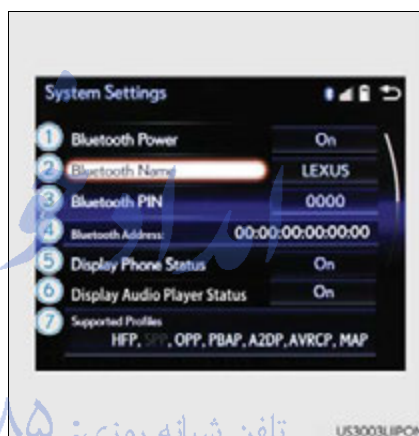 System Settings
1 Bluetooth Power On
2 Bluetooth Name LEXUS
3 Bluetooth PIN 0000
4 Bluetooth Address: 00:00:00:00:00:00
5 Display Phone Status On
6 Display Audio Player Status On
7 Supported Profiles
HFP, SPP, OPP, PBAP, A2DP, AVRCP, MAP
امداد
تلفن شبانه روزی:
US3003LIPON